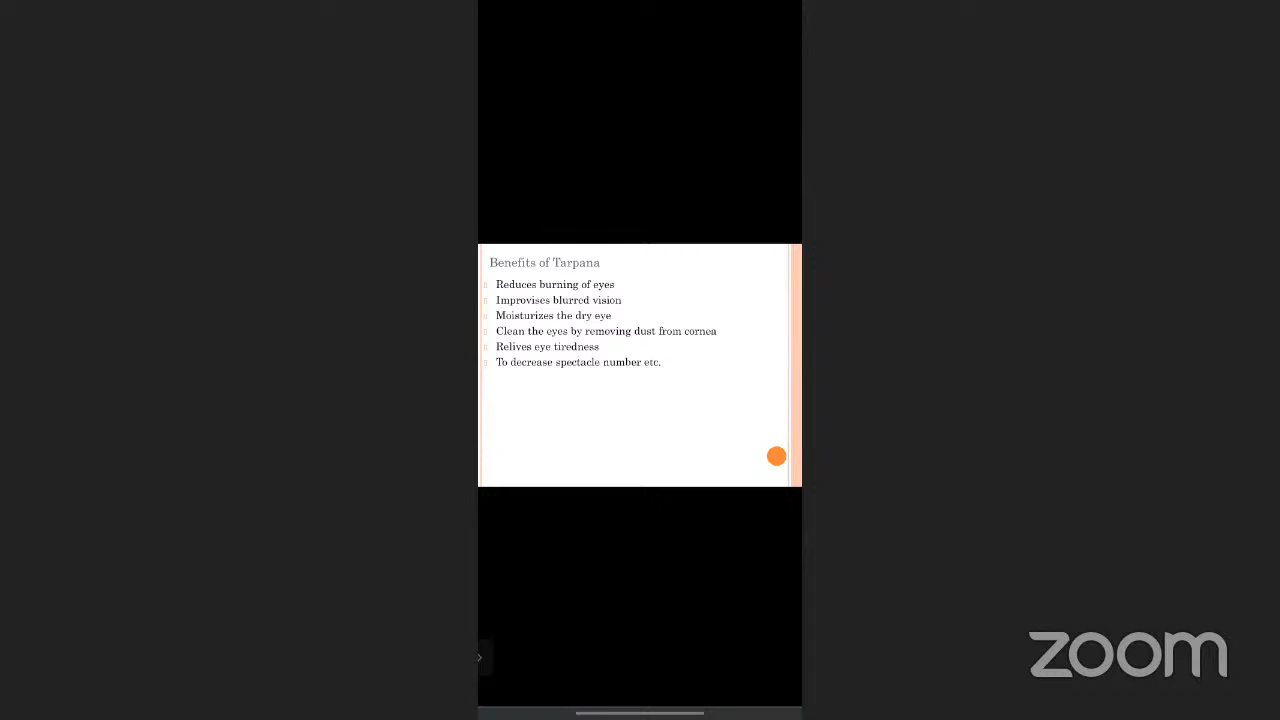 Benefits of Tarpana
Reduces burning of eyes
Improvises blurred vision
Moisturizes the dry eye
Clean the eyes by removing dust from cornea
Relives eye tiredness
To decrease spectacle number etc.
zoom